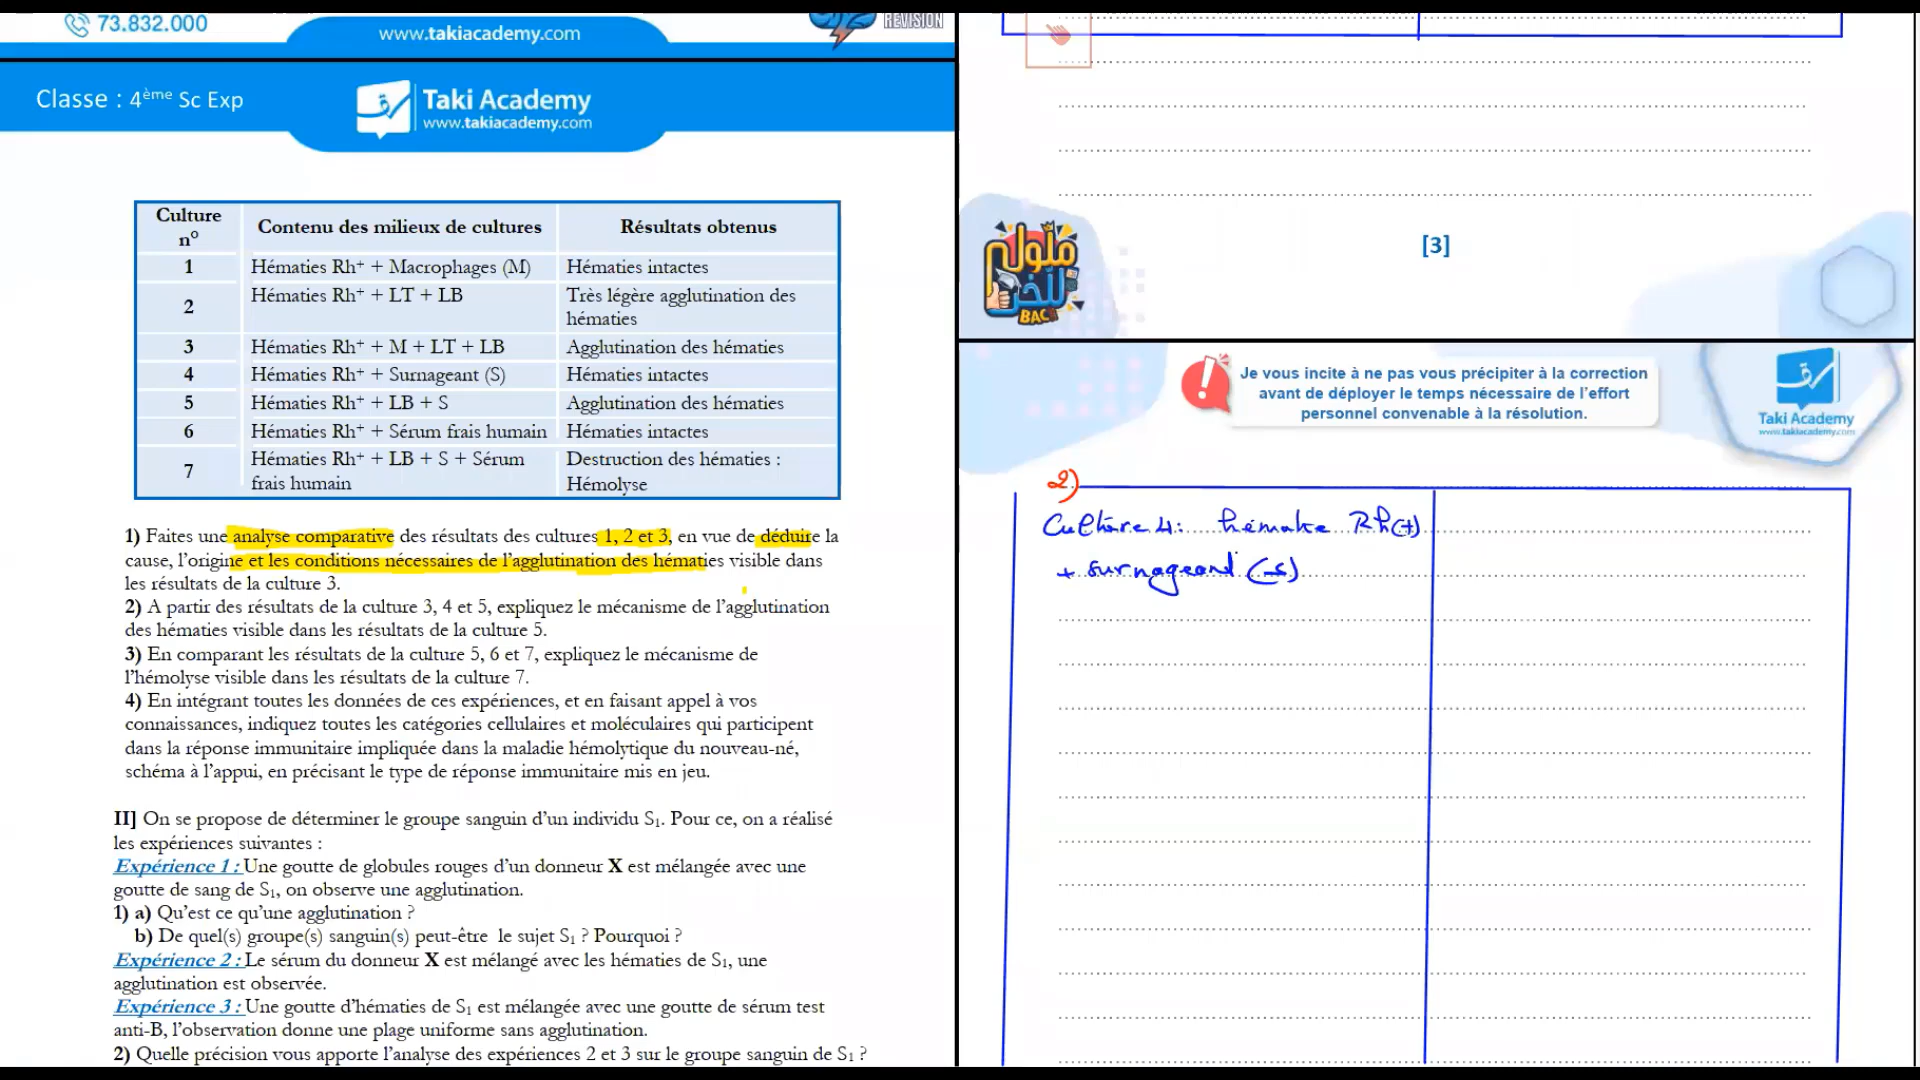 73.832.000
www.takiacademy.com
REVISION
Classe : 4ème Sc Exp
Taki Academy
www.takiacademy.com
Culture n° | Contenu des milieux de cultures | Résultats obtenus
1 | Hématies Rh⁺ + Macrophages (M) | Hématies intactes
2 | Hématies Rh⁺ + LT + LB | Très légère agglutination des hématies
3 | Hématies Rh⁺ + M + LT + LB | Agglutination des hématies
4 | Hématies Rh⁺ + Surnageant (S) | Hématies intactes
5 | Hématies Rh⁺ + LB + S | Agglutination des hématies
6 | Hématies Rh⁺ + Sérum frais humain | Hématies intactes
7 | Hématies Rh⁺ + LB + S + Sérum frais humain | Destruction des hématies : Hémolyse
1) Faites une analyse comparative des résultats des cultures 1, 2 et 3, en vue de déduire la
cause, l'origine et les conditions nécessaires de l'agglutination des hématies visible dans
les résultats de la culture 3.
2) A partir des résultats de la culture 3, 4 et 5, expliquez le mécanisme de l'agglutination
des hématies visible dans les résultats de la culture 5.
3) En comparant les résultats de la culture 5, 6 et 7, expliquez le mécanisme de
l'hémolyse visible dans les résultats de la culture 7.
4) En intégrant toutes les données de ces expériences, et en faisant appel à vos
connaissances, indiquez toutes les catégories cellulaires et moléculaires qui participent
dans la réponse immunitaire impliquée dans la maladie hémolytique du nouveau-né,
schéma à l'appui, en précisant le type de réponse immunitaire mis en jeu.
II] On se propose de déterminer le groupe sanguin d'un individu S₁. Pour ce, on a réalisé
les expériences suivantes :
Expérience 1 : Une goutte de globules rouges d'un donneur X est mélangée avec une
goutte de sang de S₁, on observe une agglutination.
1) a) Qu'est ce qu'une agglutination ?
b) De quel(s) groupe(s) sanguin(s) peut-être le sujet S₁ ? Pourquoi ?
Expérience 2 : Le sérum du donneur X est mélangé avec les hématies de S₁, une
agglutination est observée.
Expérience 3 : Une goutte d'hématies de S₁ est mélangée avec une goutte de sérum test
anti-B, l'observation donne une plage uniforme sans agglutination.
2) Quelle précision vous apporte l'analyse des expériences 2 et 3 sur le groupe sanguin de S₁ ?
[3]
ملول
للخر
BAC
Je vous incite à ne pas vous précipiter à la correction
avant de déployer le temps nécessaire de l'effort
personnel convenable à la résolution.
Taki Academy
www.takiacademy.com
2)
Culture 4: hématie Rh(+)
+ surnageant (S)